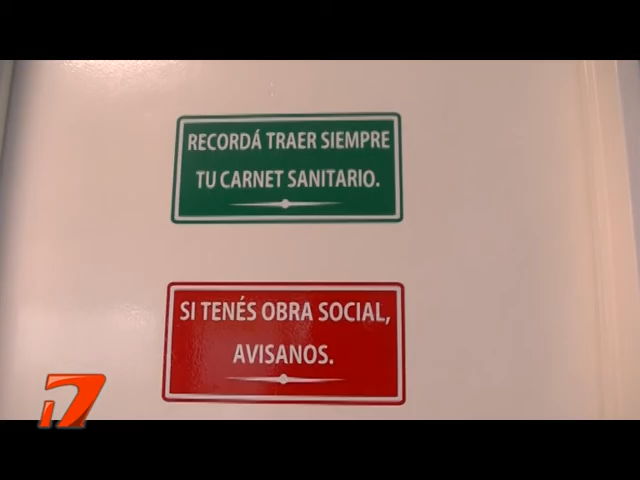 RECORDÁ TRAER SIEMPRE
TU CARNET SANITARIO.
SI TENÉS OBRA SOCIAL,
AVISANOS.